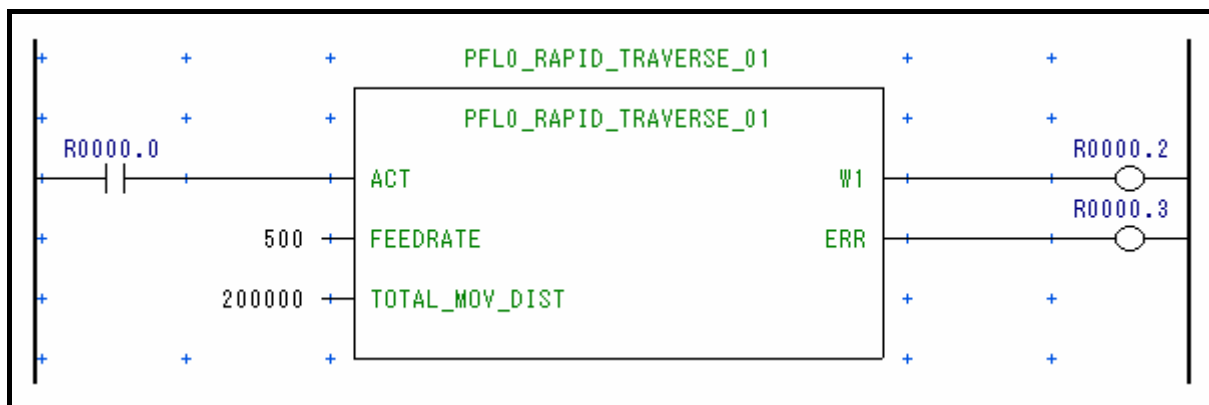 PFL0_RAPID_TRAVERSE_01
PFL0_RAPID_TRAVERSE_01
R0000.0 R0000.2
ACT W1
R0000.3
500 FEEDRATE ERR
200000 TOTAL_MOV_DIST